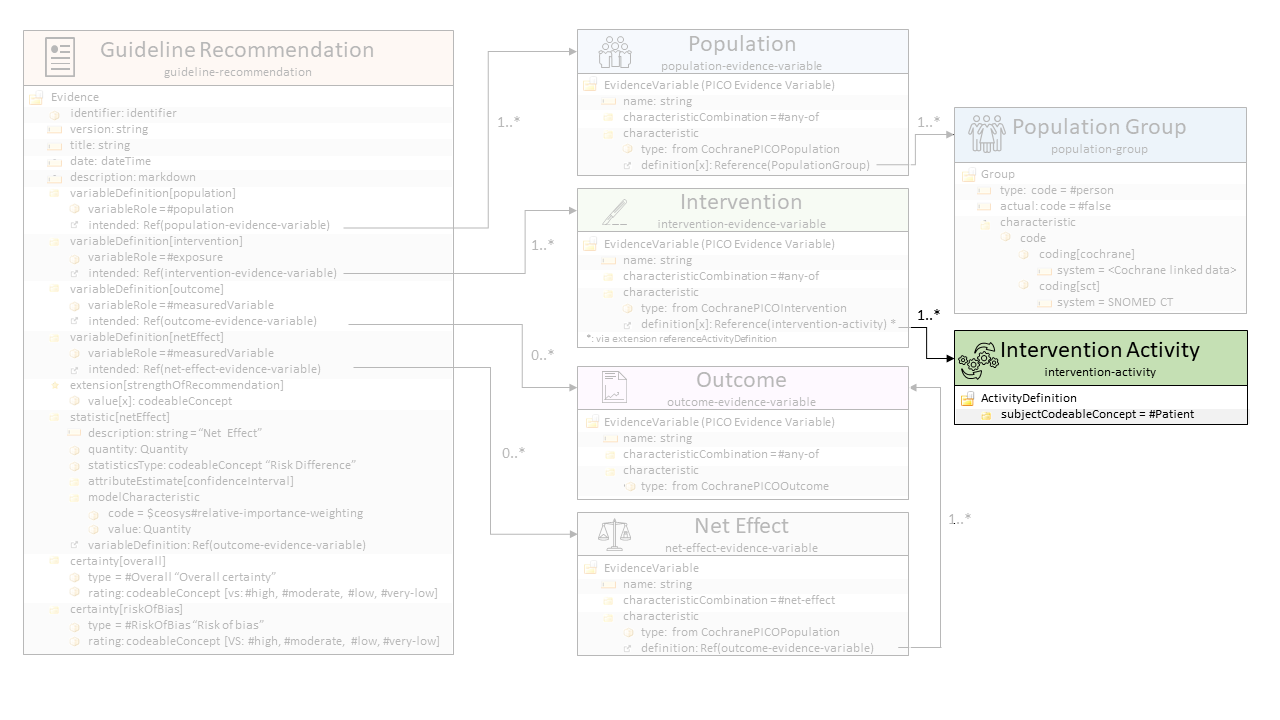 Guideline Recommendation
guideline-recommendation
Evidence
identifier: Identifier
version: string
title: string
date: dateTime
description: markdown
variableDefinition[population]
variableRole = #population
intended: Ref(population-evidence-variable)
variableDefinition[intervention]
variableRole = #exposure
intended: Ref(intervention-evidence-variable)
variableDefinition[outcome]
variableRole = #measuredVariable
intended: Ref(outcome-evidence-variable)
variableDefinition[netEffect]
variableRole = #measuredVariable
intended: Ref(net-effect-evidence-variable)
extension[strengthOfRecommendation]
value[x]: codeableConcept
statistic[netEffect]
description: string = “Net Effect”
quantity: Quantity
statisticsType: codeableConcept “Risk Difference”
attributeEstimate[confidenceInterval]
modelCharacteristic
code = $ceosys#relative-importance-weighting
value: Quantity
variableDefinition: Ref(outcome-evidence-variable)
certainty[overall]
type = #Overall “Overall certainty”
rating: codeableConcept [vs: #high, #moderate, #low, #very-low]
certainty[riskOfBias]
type = #RiskOfBias “Risk of bias”
rating: codeableConcept [VS: #high, #moderate, #low, #very-low]
1..*
1..*
0..*
0..*
Population
population-evidence-variable
EvidenceVariable (PICO Evidence Variable)
name: string
characteristicCombination = #any-of
characteristic
type: from CochranePICOPopulation
definition[x]: Reference(PopulationGroup)
Intervention
intervention-evidence-variable
EvidenceVariable (PICO Evidence Variable)
name: string
characteristicCombination = #any-of
characteristic
type: from CochranePICOIntervention
definition[x]: Reference(intervention-activity) *
*: via extension referenceActivityDefinition
Outcome
outcome-evidence-variable
EvidenceVariable (PICO Evidence Variable)
name: string
characteristicCombination = #any-of
characteristic
type: from CochranePICOOutcome
Net Effect
net-effect-evidence-variable
EvidenceVariable
name: string
characteristicCombination = #net-effect
characteristic
type: from CochranePICOPopulation
definition: Ref(outcome-evidence-variable)
1..*
1..*
1..*
Population Group
population-group
Group
type: code = #person
actual: code = #false
characteristic
code
coding[cochrane]
system = <Cochrane linked data>
coding[sct]
system = SNOMED CT
Intervention Activity
intervention-activity
ActivityDefinition
subjectCodeableConcept = #Patient